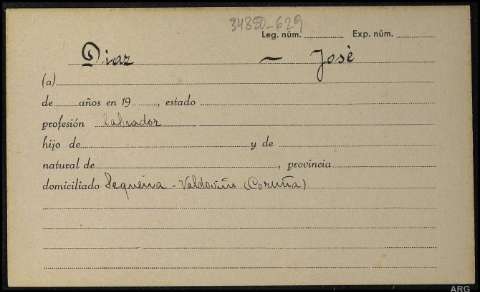 34850-629
Leg. núm. Exp. núm.
Diaz — José
(a)
de años en 19 , estado
profesión labrador
hijo de y de
natural de , provincia
domiciliado Sequeira - Valdoviño (Coruña)
ARG